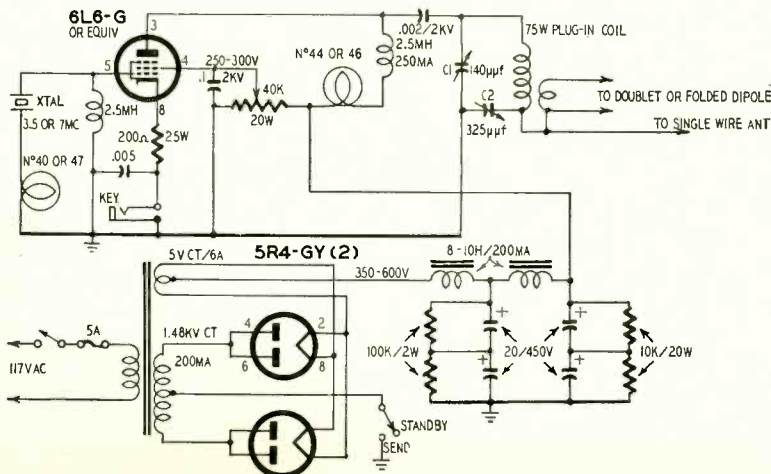 6L6-G
OR EQUIV
3
5
4
8
250-300V
.1
2KV
40K
20W
N°44 OR 46
2.5MH
250MA
.002/2KV
C1
140µµf
C2
325µµf
75W PLUG-IN COIL
TO DOUBLET OR FOLDED DIPOLE
TO SINGLE WIRE ANT
XTAL
3.5 OR 7MC
2.5MH
200Ω
25W
.005
N°40 OR 47
KEY
5V CT/6A
5R4-GY (2)
350-600V
8-10H/200MA
5A
117VAC
1.48KV CT
200MA
4
6
2
8
100K/2W
+
+
20/450V
+
+
10K/20W
STANDBY
SEND